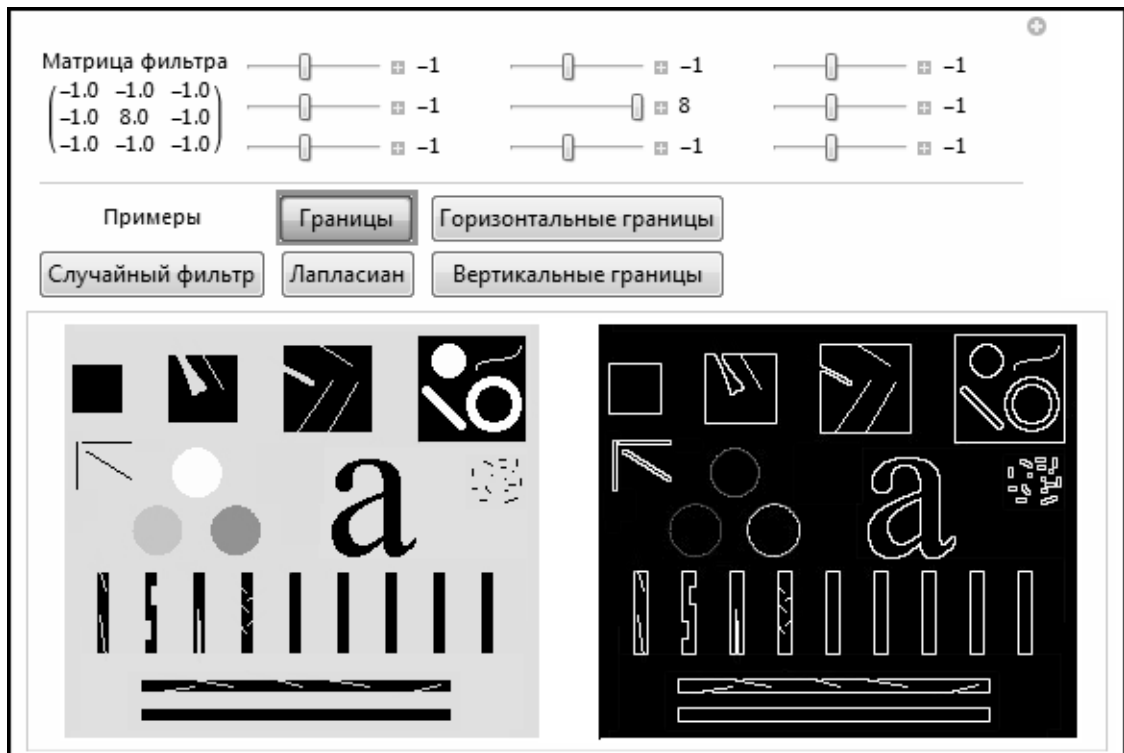 Матрица фильтра
−1.0 −1.0 −1.0
−1.0 8.0 −1.0
−1.0 −1.0 −1.0
−1 −1 −1
−1 8 −1
−1 −1 −1
Примеры Границы Горизонтальные границы
Случайный фильтр Лапласиан Вертикальные границы
a a